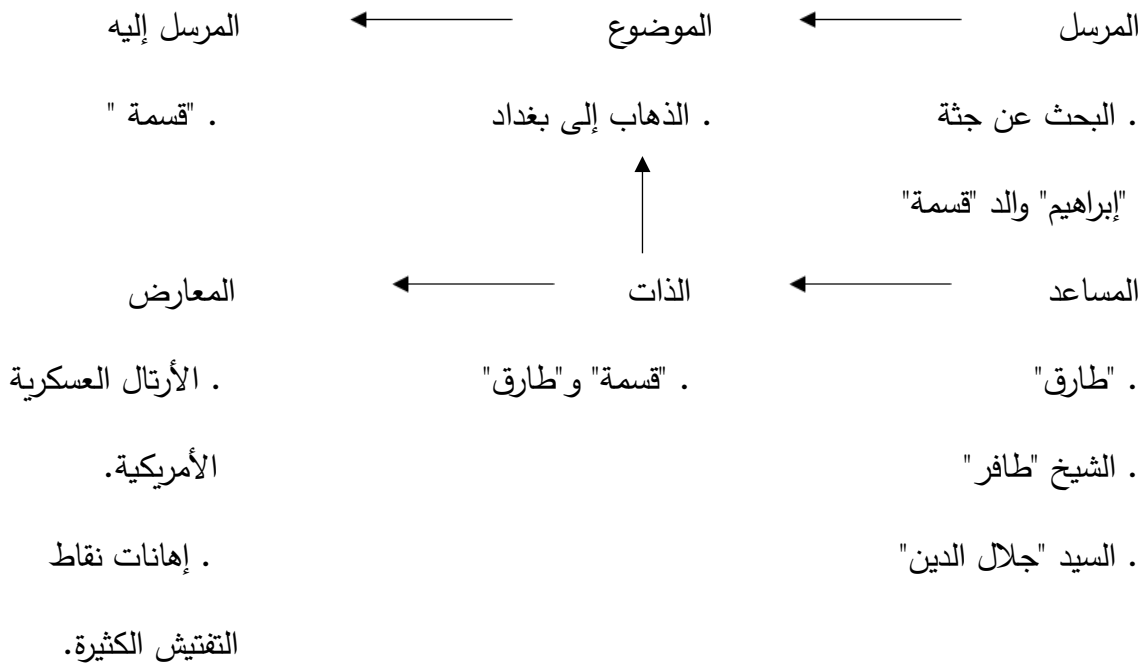 المرسل الموضوع المرسل إليه
. البحث عن جثة . الذهاب إلى بغداد . "قسمة "
"إبراهيم" والد "قسمة"
المساعد الذات المعارض
. "طارق" . "قسمة" و"طارق" . الأرتال العسكرية
. الشيخ "طافر" الأمريكية.
. السيد "جلال الدين" . إهانات نقاط
التفتيش الكثيرة.